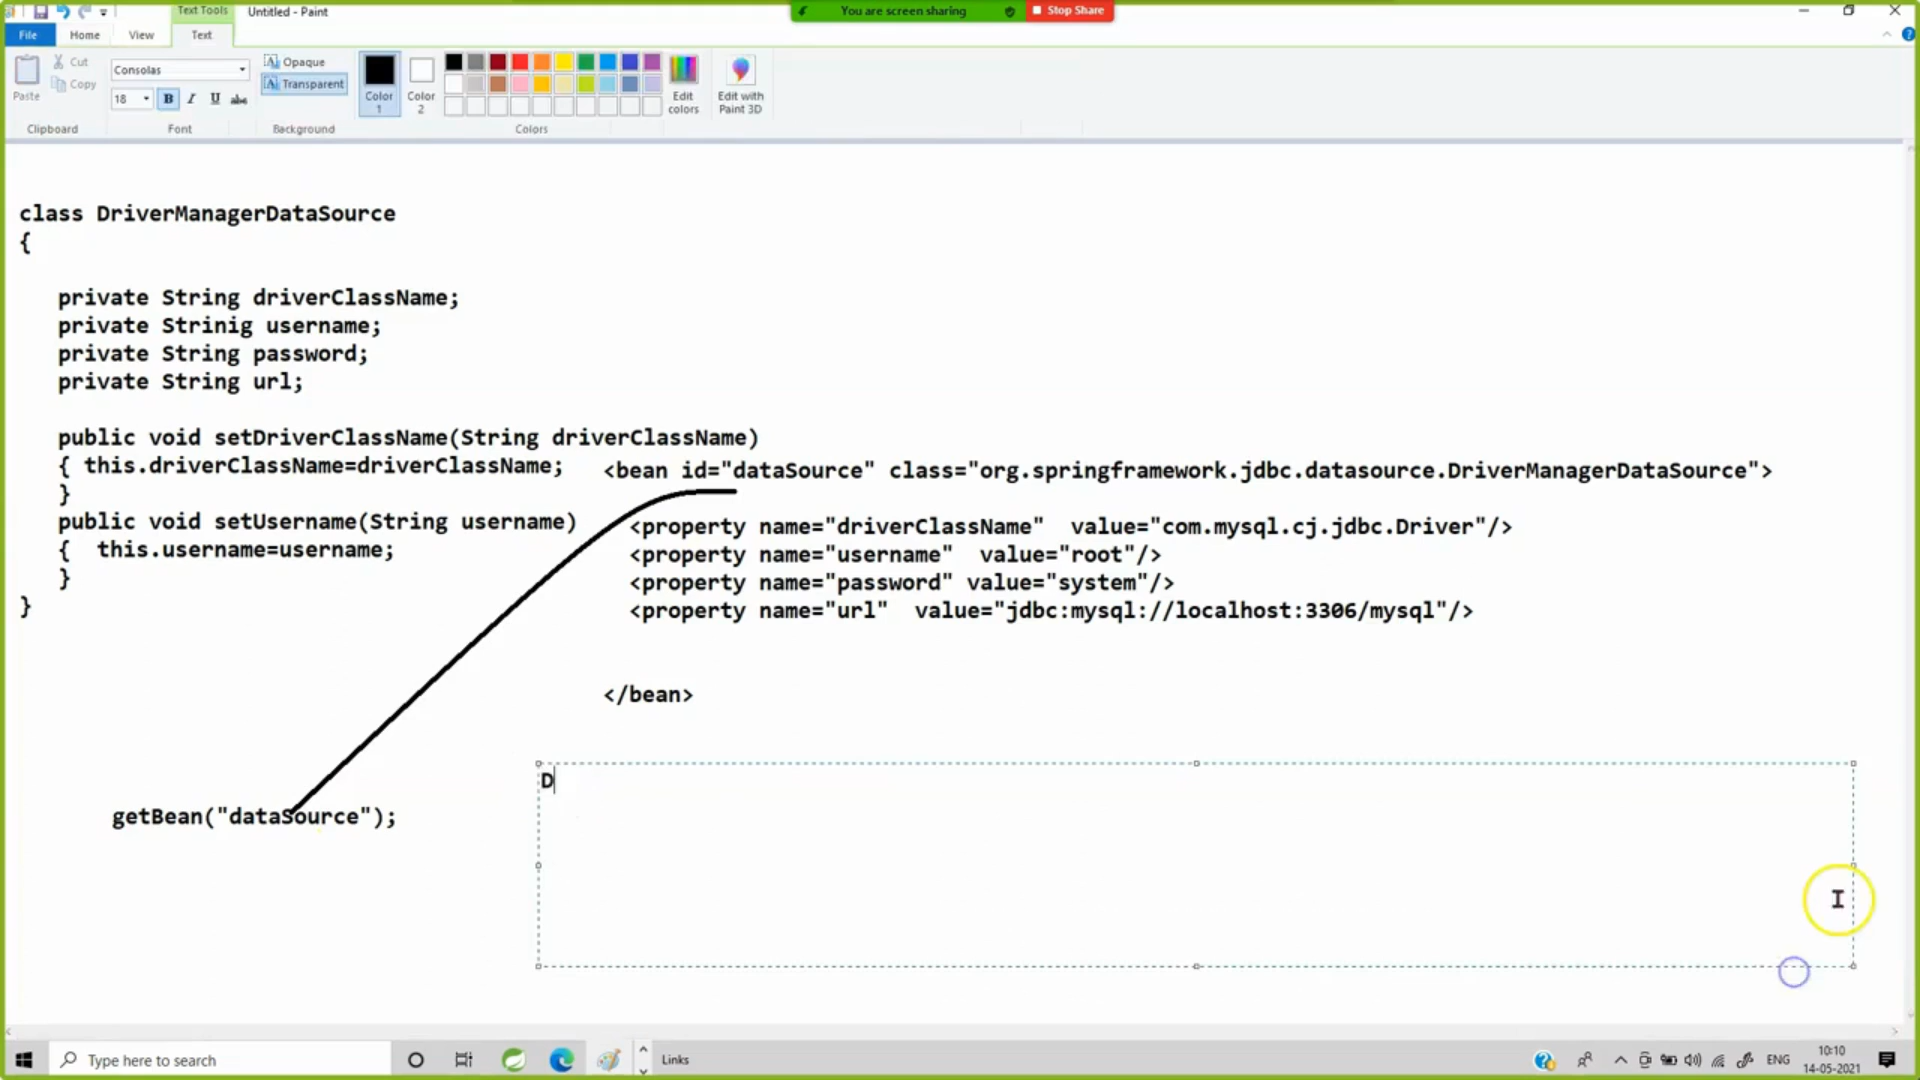 Text Tools
Untitled - Paint
You are screen sharing
Stop Share
File
Home
View
Text
Paste
Cut
Copy
Clipboard
Consolas
18
B
I
U
abc
Font
Opaque
Transparent
Background
Color
1
Color
2
Edit
colors
Edit with
Paint 3D
Colors
class DriverManagerDataSource
{
private String driverClassName;
private Strinig username;
private String password;
private String url;
public void setDriverClassName(String driverClassName)
{ this.driverClassName=driverClassName;
}
public void setUsername(String username)
{ this.username=username;
}
}
<bean id="dataSource" class="org.springframework.jdbc.datasource.DriverManagerDataSource">
<property name="driverClassName" value="com.mysql.cj.jdbc.Driver"/>
<property name="username" value="root"/>
<property name="password" value="system"/>
<property name="url" value="jdbc:mysql://localhost:3306/mysql"/>
</bean>
D
getBean("dataSource");
Type here to search
Links
ENG
10:10
14-05-2021